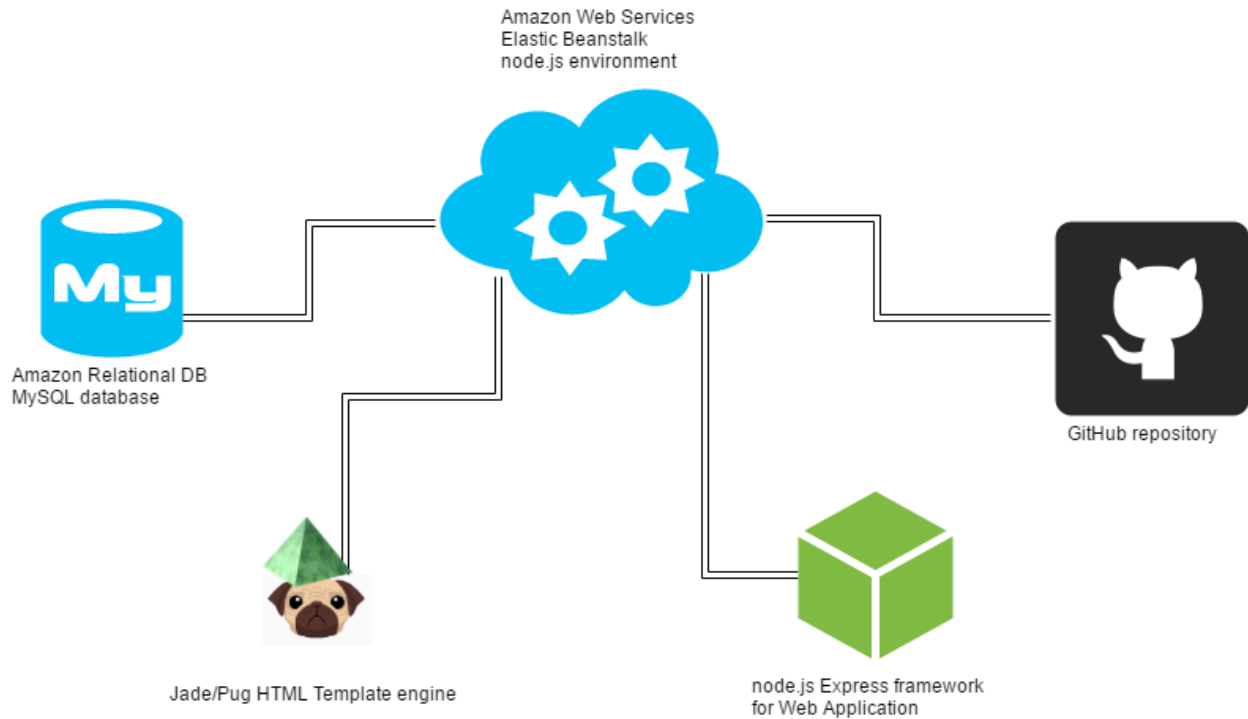 Amazon Web Services
Elastic Beanstalk
node.js environment
My
Amazon Relational DB
MySQL database
GitHub repository
Jade/Pug HTML Template engine
node.js Express framework
for Web Application